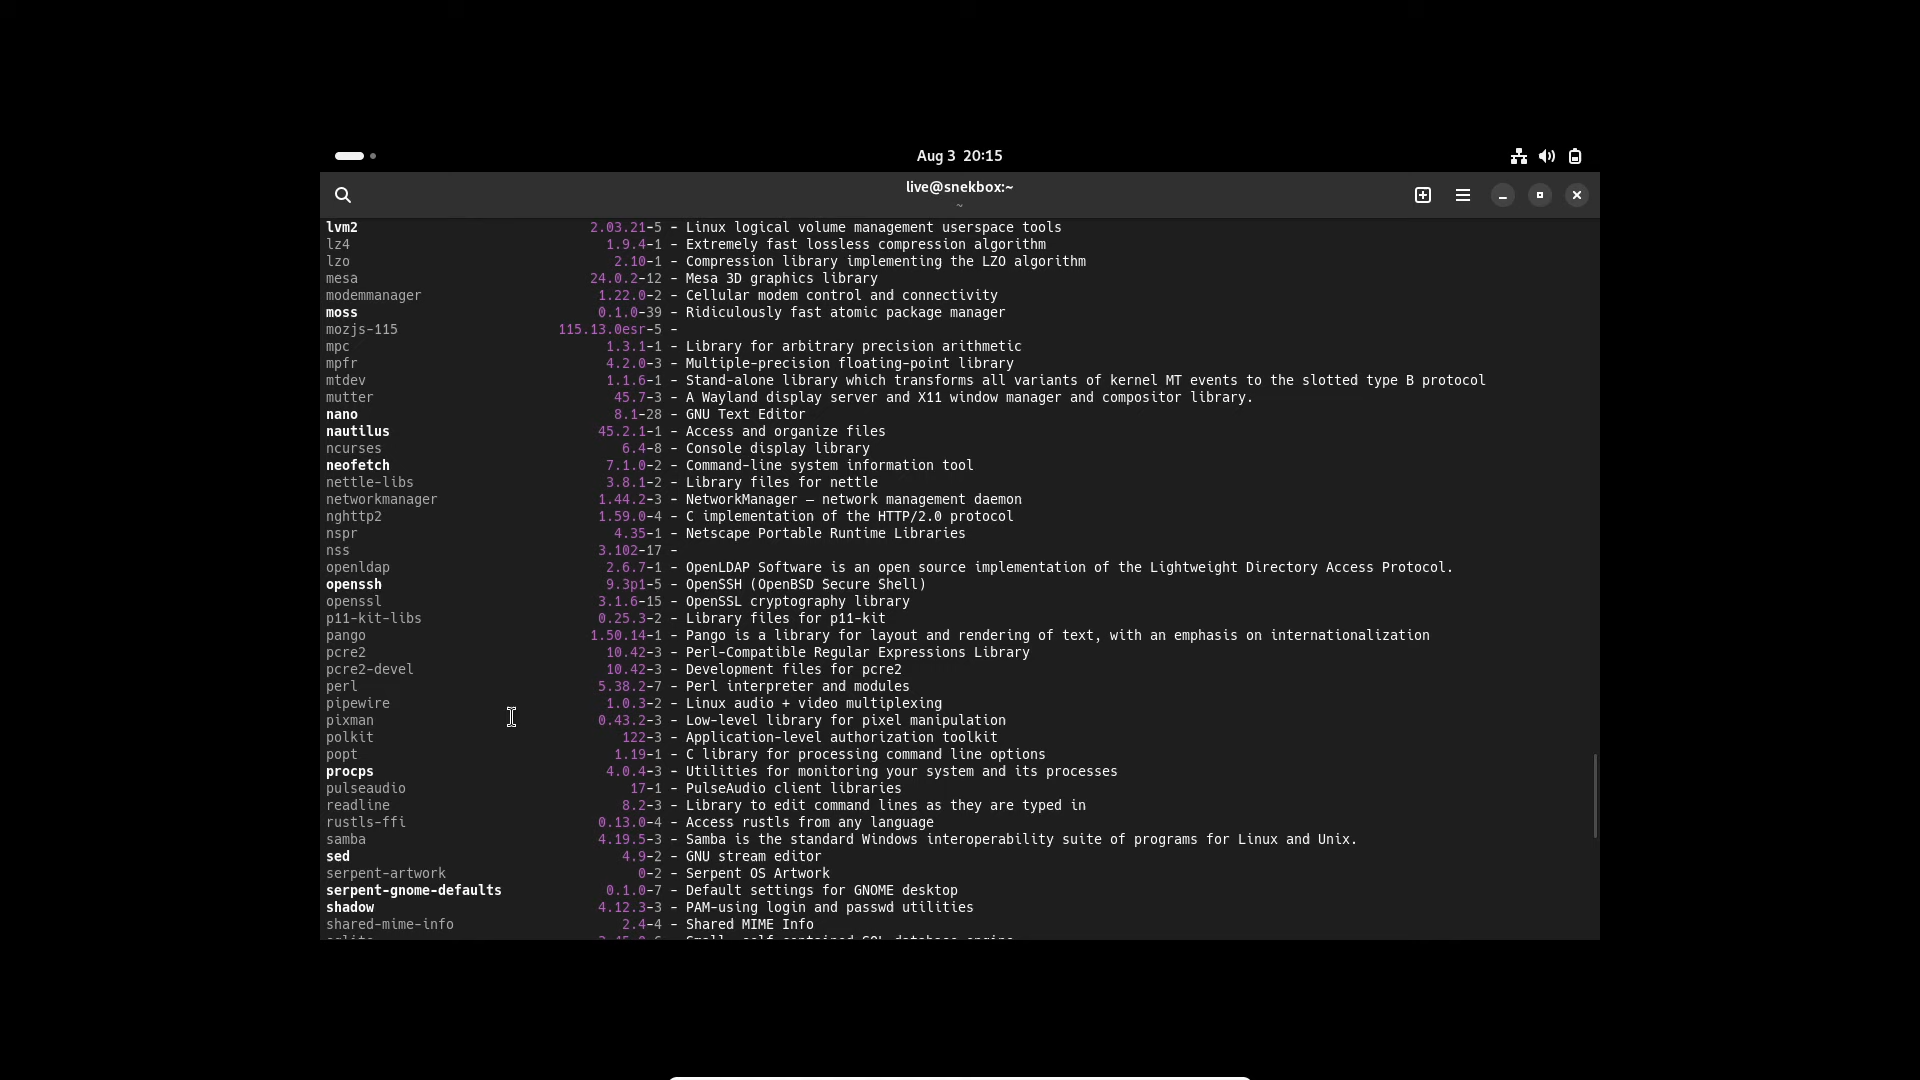 Aug 3 20:15
live@snekbox:~
~
lvm2 2.03.21-5 - Linux logical volume management userspace tools
lz4 1.9.4-1 - Extremely fast lossless compression algorithm
lzo 2.10-1 - Compression library implementing the LZO algorithm
mesa 24.0.2-12 - Mesa 3D graphics library
modemmanager 1.22.0-2 - Cellular modem control and connectivity
moss 0.1.0-39 - Ridiculously fast atomic package manager
mozjs-115 115.13.0esr-5 -
mpc 1.3.1-1 - Library for arbitrary precision arithmetic
mpfr 4.2.0-3 - Multiple-precision floating-point library
mtdev 1.1.6-1 - Stand-alone library which transforms all variants of kernel MT events to the slotted type B protocol
mutter 45.7-3 - A Wayland display server and X11 window manager and compositor library.
nano 8.1-28 - GNU Text Editor
nautilus 45.2.1-1 - Access and organize files
ncurses 6.4-8 - Console display library
neofetch 7.1.0-2 - Command-line system information tool
nettle-libs 3.8.1-2 - Library files for nettle
networkmanager 1.44.2-3 - NetworkManager — network management daemon
nghttp2 1.59.0-4 - C implementation of the HTTP/2.0 protocol
nspr 4.35-1 - Netscape Portable Runtime Libraries
nss 3.102-17 -
openldap 2.6.7-1 - OpenLDAP Software is an open source implementation of the Lightweight Directory Access Protocol.
openssh 9.3p1-5 - OpenSSH (OpenBSD Secure Shell)
openssl 3.1.6-15 - OpenSSL cryptography library
p11-kit-libs 0.25.3-2 - Library files for p11-kit
pango 1.50.14-1 - Pango is a library for layout and rendering of text, with an emphasis on internationalization
pcre2 10.42-3 - Perl-Compatible Regular Expressions Library
pcre2-devel 10.42-3 - Development files for pcre2
perl 5.38.2-7 - Perl interpreter and modules
pipewire 1.0.3-2 - Linux audio + video multiplexing
pixman 0.43.2-3 - Low-level library for pixel manipulation
polkit 122-3 - Application-level authorization toolkit
popt 1.19-1 - C library for processing command line options
procps 4.0.4-3 - Utilities for monitoring your system and its processes
pulseaudio 17-1 - PulseAudio client libraries
readline 8.2-3 - Library to edit command lines as they are typed in
rustls-ffi 0.13.0-4 - Access rustls from any language
samba 4.19.5-3 - Samba is the standard Windows interoperability suite of programs for Linux and Unix.
sed 4.9-2 - GNU stream editor
serpent-artwork 0-2 - Serpent OS Artwork
serpent-gnome-defaults 0.1.0-7 - Default settings for GNOME desktop
shadow 4.12.3-3 - PAM-using login and passwd utilities
shared-mime-info 2.4-4 - Shared MIME Info